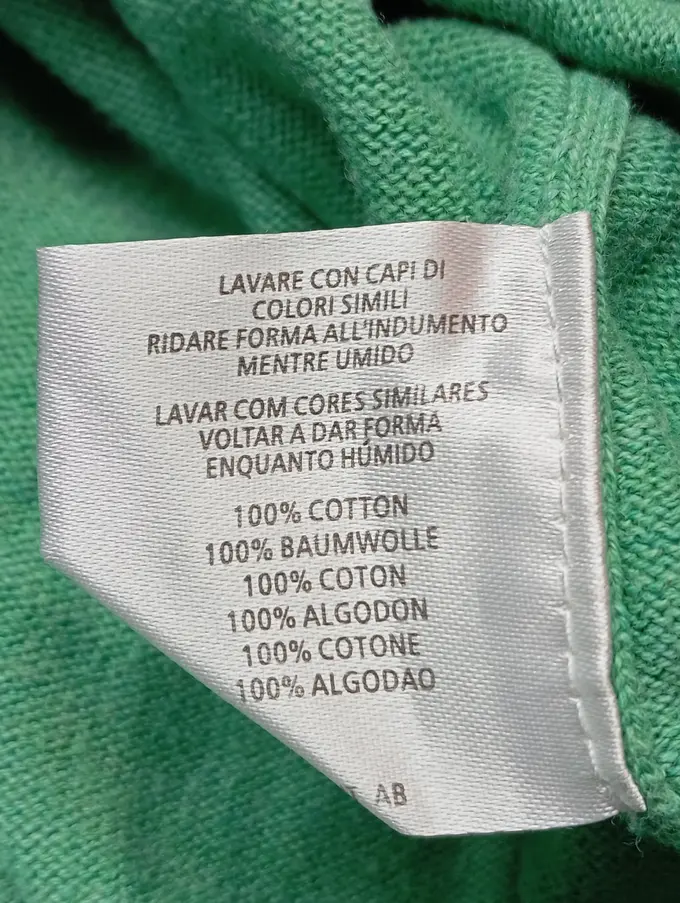 LAVARE CON CAPI DI
COLORI SIMILI
RIDARE FORMA ALL'INDUMENTO
MENTRE UMIDO
LAVAR COM CORES SIMILARES
VOLTAR A DAR FORMA
ENQUANTO HÚMIDO
100% COTTON
100% BAUMWOLLE
100% COTON
100% ALGODON
100% COTONE
100% ALGODAO
AB